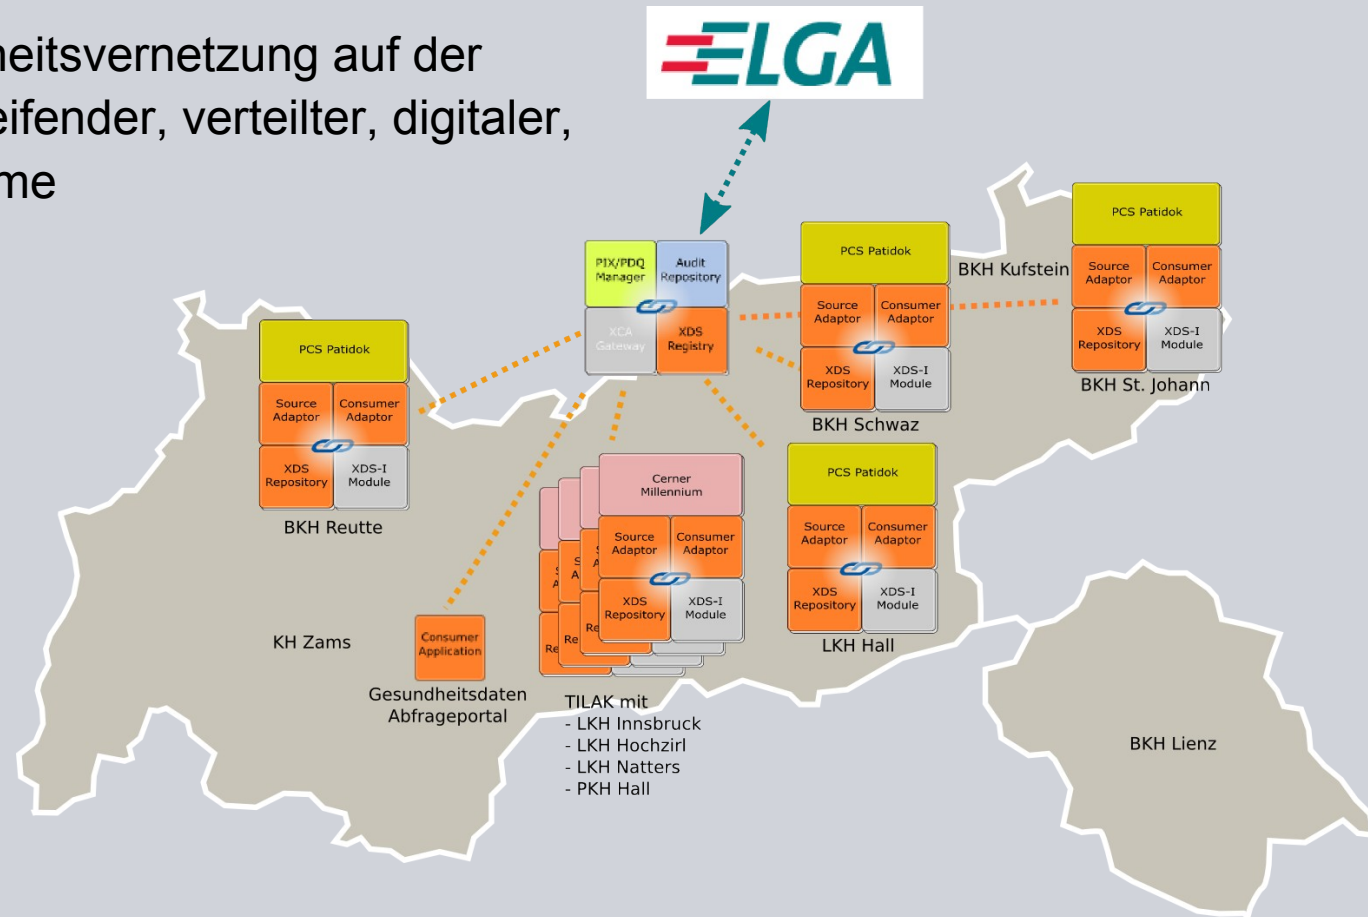 heitsvernetzung auf der
eifender, verteilter, digitaler,
me
ELGA
PIX/PDQ
Manager
Audit
Repository
XCA
Gateway
XDS
Registry
PCS Patidok
Source
Adaptor
Consumer
Adaptor
XDS
Repository
XDS-I
Module
BKH Schwaz
BKH Kufstein
PCS Patidok
Source
Adaptor
Consumer
Adaptor
XDS
Repository
XDS-I
Module
BKH St. Johann
PCS Patidok
Source
Adaptor
Consumer
Adaptor
XDS
Repository
XDS-I
Module
BKH Reutte
KH Zams
Consumer
Application
Gesundheitsdaten
Abfrageportal
Cerner
Millennium
Source
Adaptor
Consumer
Adaptor
XDS
Repository
XDS-I
Module
TILAK mit
- LKH Innsbruck
- LKH Hochzirl
- LKH Natters
- PKH Hall
PCS Patidok
Source
Adaptor
Consumer
Adaptor
XDS
Repository
XDS-I
Module
LKH Hall
BKH Lienz